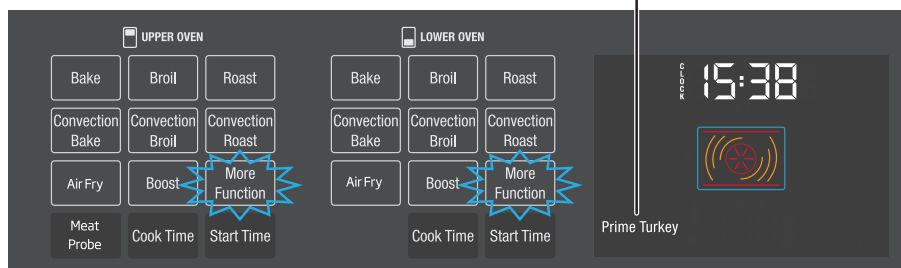 UPPER OVEN
Bake
Broil
Roast
Convection
Bake
Convection
Broil
Convection
Roast
Air Fry
Boost
More
Function
Meat
Probe
Cook Time
Start Time
LOWER OVEN
Bake
Broil
Roast
Convection
Bake
Convection
Broil
Convection
Roast
Air Fry
Boost
More
Function
Cook Time
Start Time
CLOCK
15:38
Prime Turkey